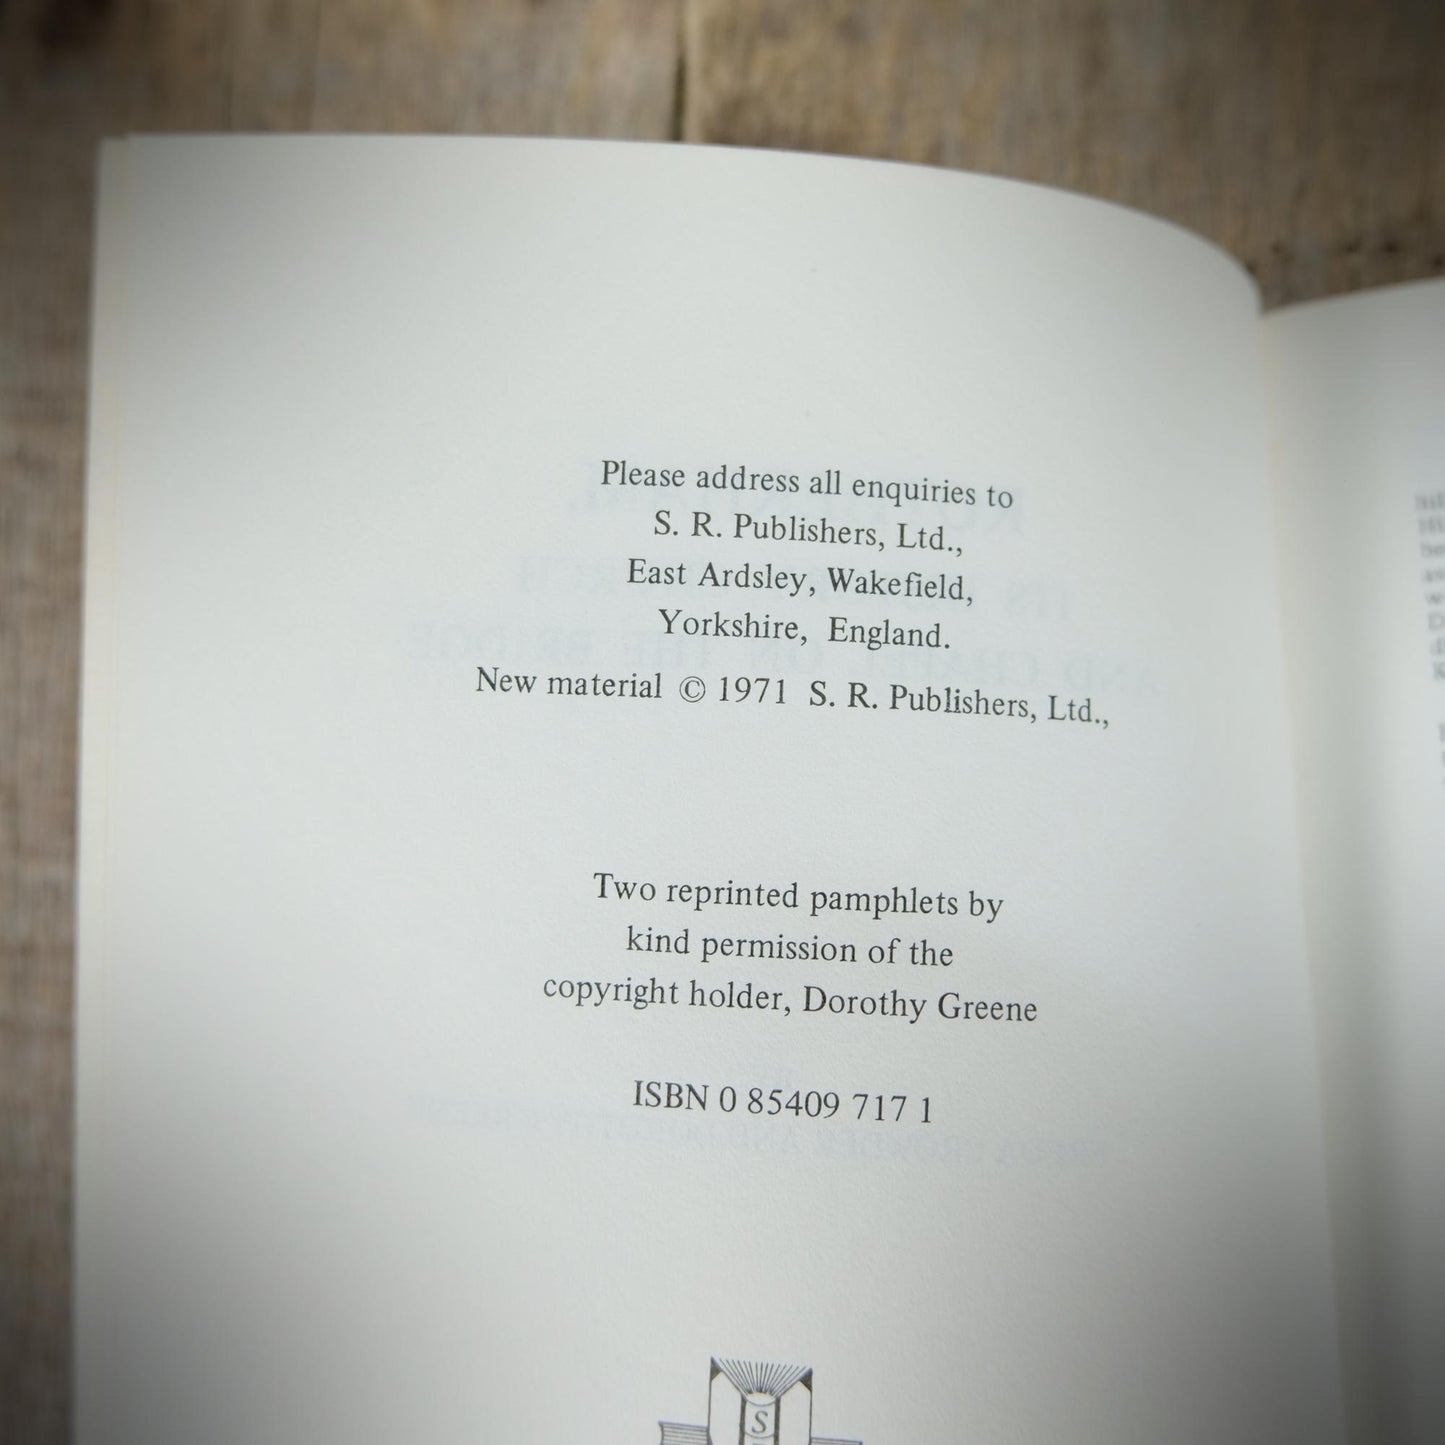 Please address all enquiries to
S. R. Publishers, Ltd.,
East Ardsley, Wakefield,
Yorkshire, England.
New material © 1971 S. R. Publishers, Ltd.,
Two reprinted pamphlets by
kind permission of the
copyright holder, Dorothy Greene
ISBN 0 85409 717 1
S